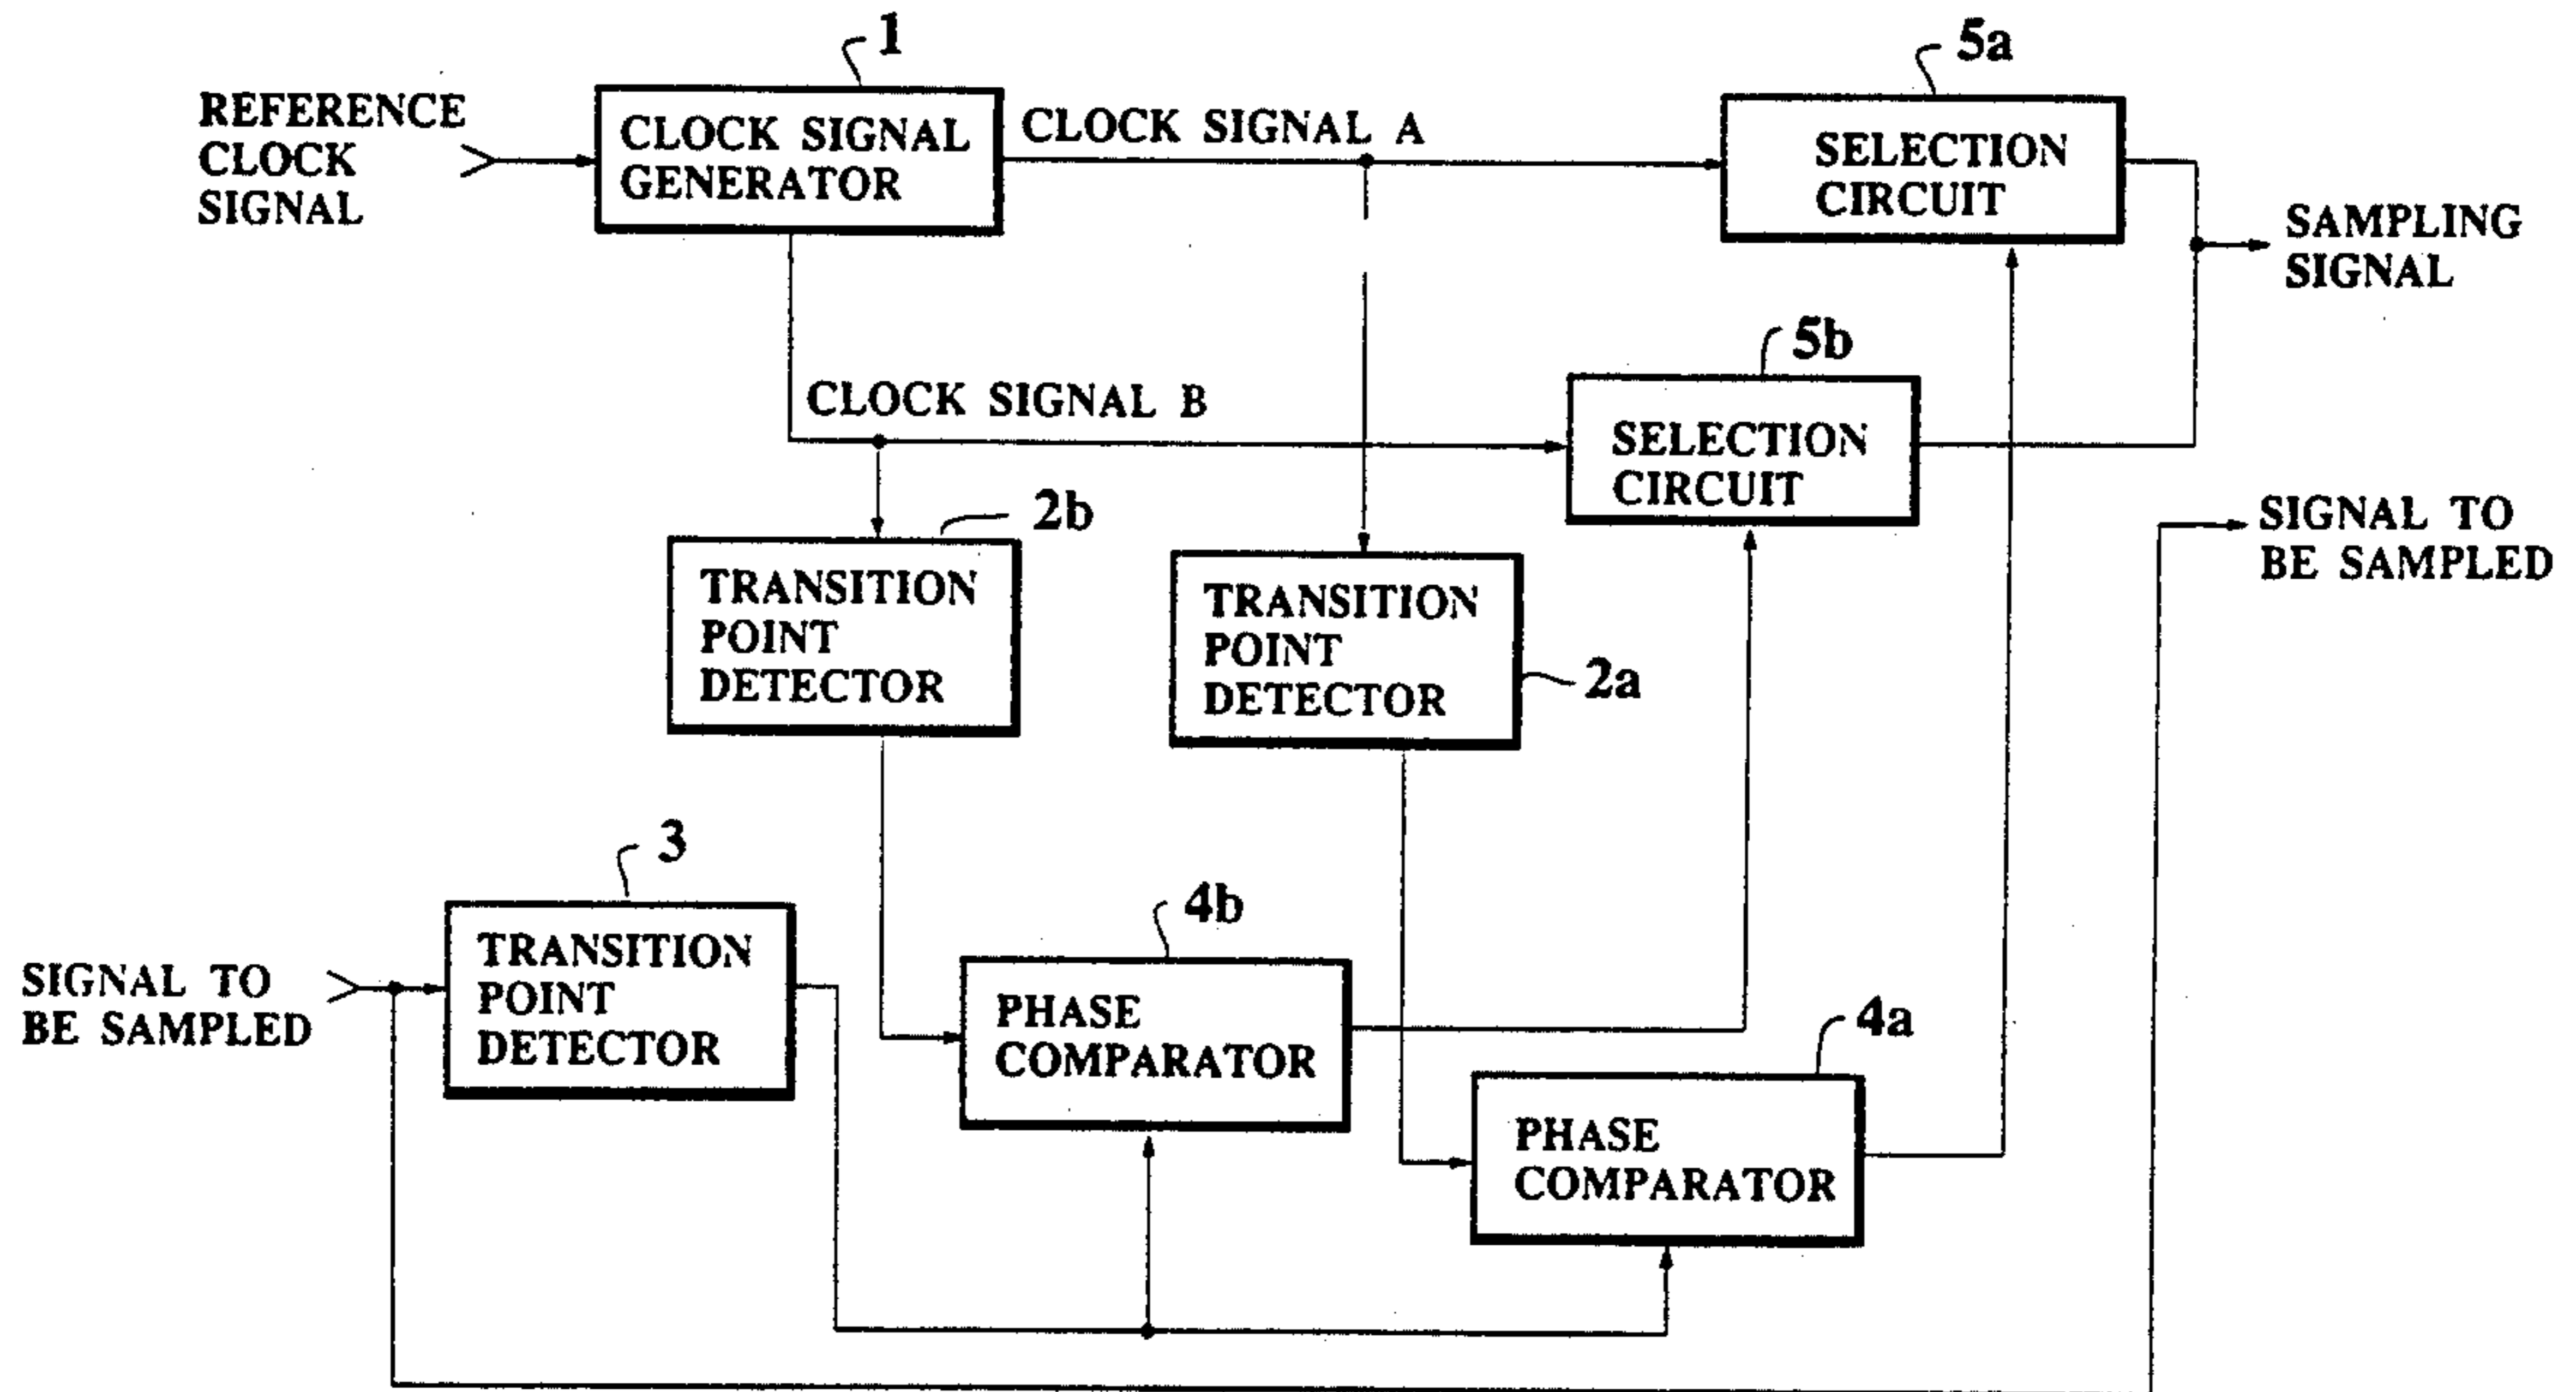 1
5a
REFERENCE
CLOCK
SIGNAL
CLOCK SIGNAL
GENERATOR
CLOCK SIGNAL A
SELECTION
CIRCUIT
SAMPLING
SIGNAL
5b
CLOCK SIGNAL B
SELECTION
CIRCUIT
2b
SIGNAL TO
BE SAMPLED
TRANSITION
POINT
DETECTOR
TRANSITION
POINT
DETECTOR
2a
3
4b
TRANSITION
POINT
DETECTOR
SIGNAL TO
BE SAMPLED
PHASE
COMPARATOR
4a
PHASE
COMPARATOR